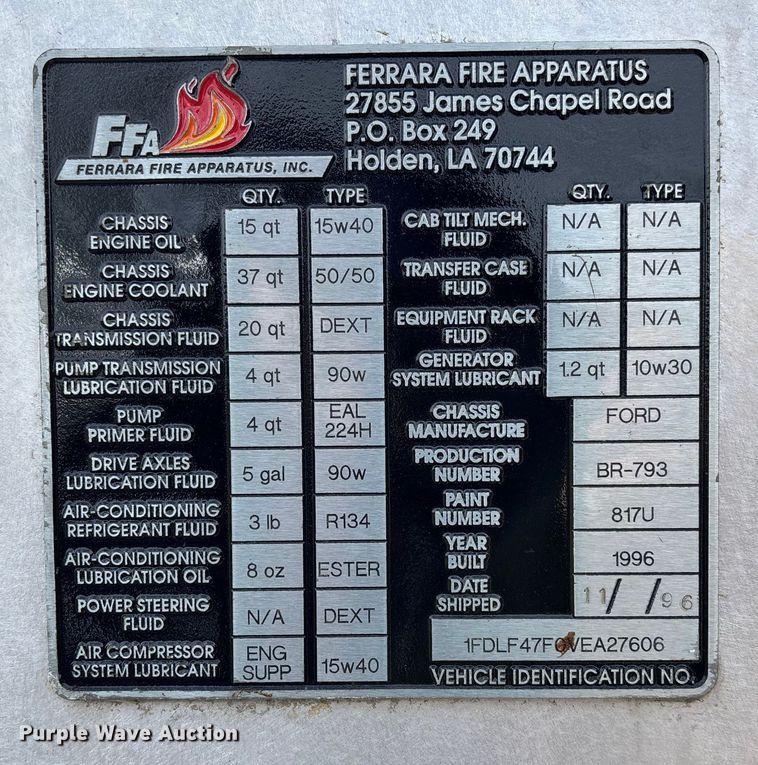 FFA
FERRARA FIRE APPARATUS, INC.
FERRARA FIRE APPARATUS
27855 James Chapel Road
P.O. Box 249
Holden, LA 70744
QTY. TYPE
CHASSIS
ENGINE OIL
15 qt 15w40
CHASSIS
ENGINE COOLANT
37 qt 50/50
CHASSIS
TRANSMISSION FLUID
20 qt DEXT
PUMP TRANSMISSION
LUBRICATION FLUID
4 qt 90w
PUMP
PRIMER FLUID
4 qt EAL
224H
DRIVE AXLES
LUBRICATION FLUID
5 gal 90w
AIR-CONDITIONING
REFRIGERANT FLUID
3 lb R134
AIR-CONDITIONING
LUBRICATION OIL
8 oz ESTER
POWER STEERING
FLUID
N/A DEXT
AIR COMPRESSOR
SYSTEM LUBRICANT
ENG
SUPP 15w40
QTY. TYPE
CAB TILT MECH.
FLUID
N/A N/A
TRANSFER CASE
FLUID
N/A N/A
EQUIPMENT RACK
FLUID
N/A N/A
GENERATOR
SYSTEM LUBRICANT
1.2 qt 10w30
CHASSIS
MANUFACTURE
FORD
PRODUCTION
NUMBER
BR-793
PAINT
NUMBER
817U
YEAR
BUILT
1996
DATE
SHIPPED
11/ /96
1FDLF47F0VEA27606
VEHICLE IDENTIFICATION NO.
Purple Wave Auction